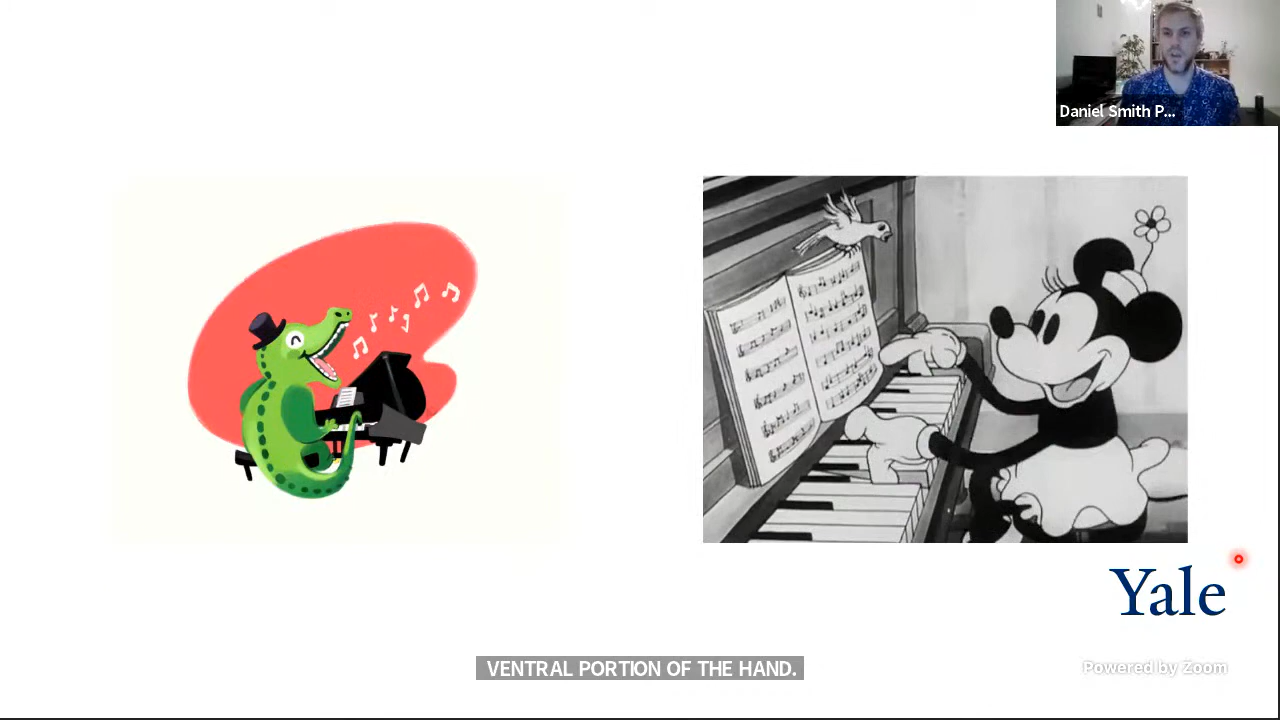 Daniel Smith P...
Yale
VENTRAL PORTION OF THE HAND.
Powered by Zoom